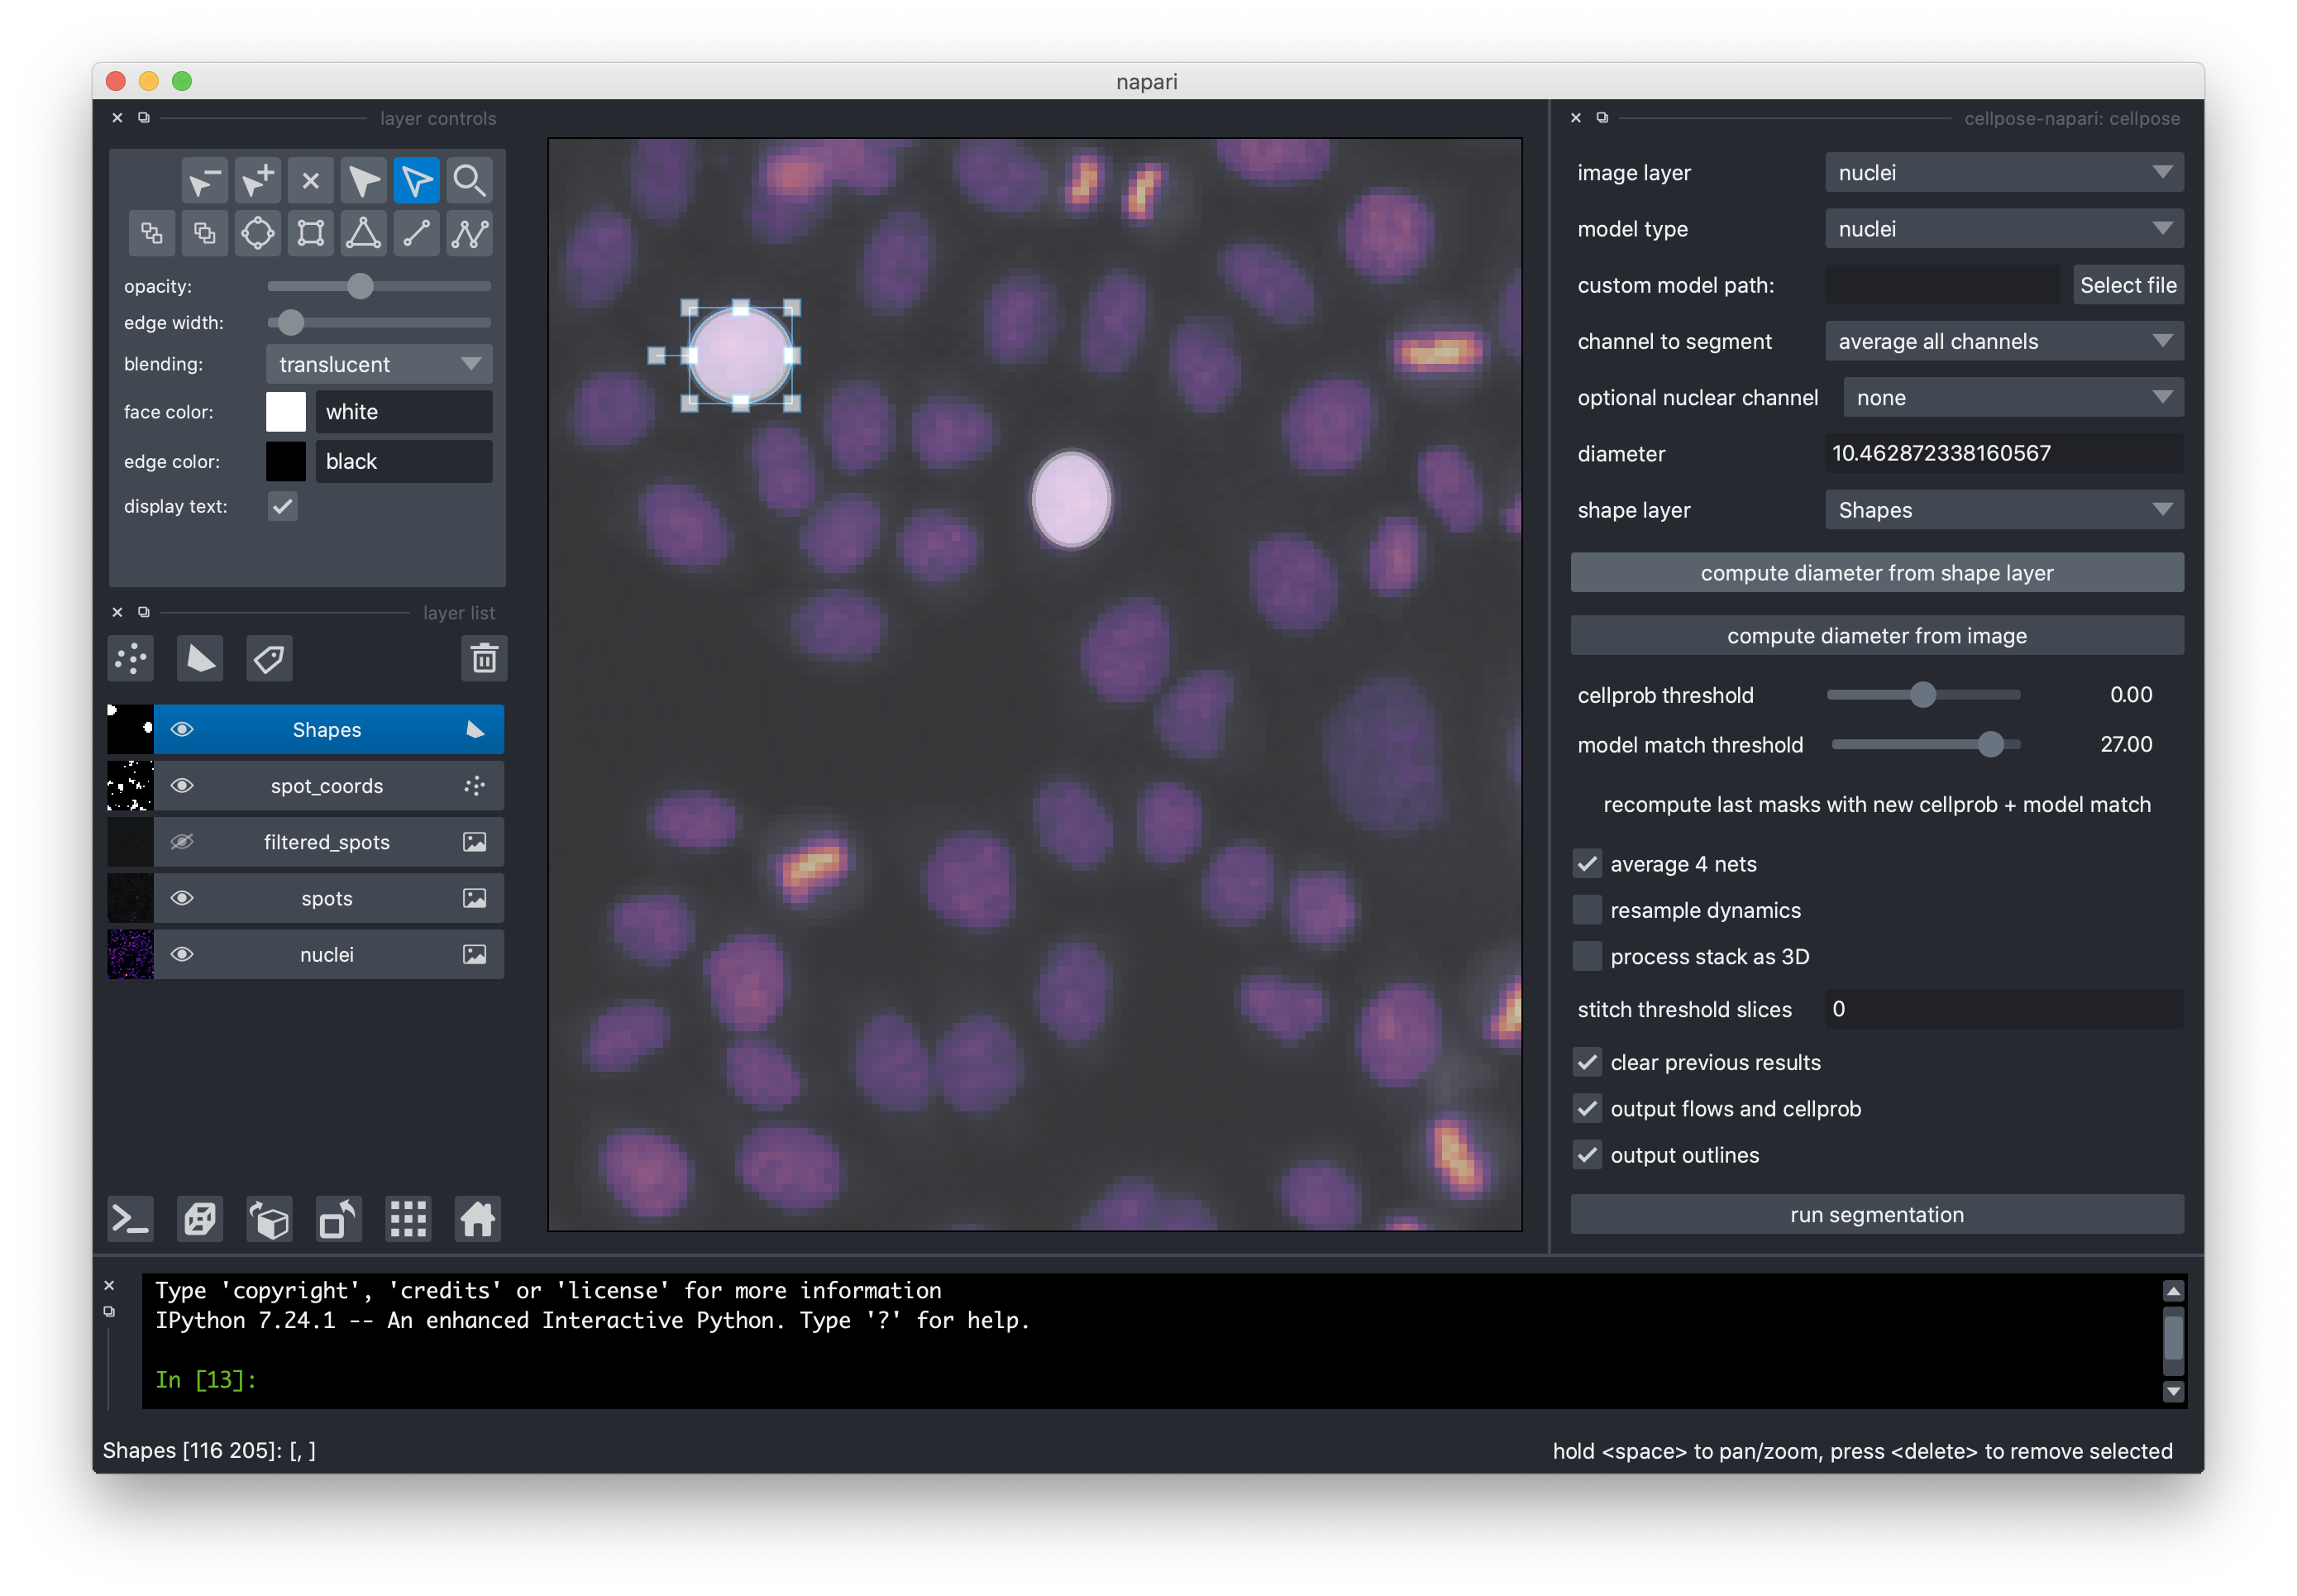 napari
layer controls
opacity:
edge width:
blending:
translucent
face color:
white
edge color:
black
display text:
layer list
Shapes
spot_coords
filtered_spots
spots
nuclei
cellpose-napari: cellpose
image layer
nuclei
model type
nuclei
custom model path:
Select file
channel to segment
average all channels
optional nuclear channel
none
diameter
10.462872338160567
shape layer
Shapes
compute diameter from shape layer
compute diameter from image
cellprob threshold
0.00
model match threshold
27.00
recompute last masks with new cellprob + model match
average 4 nets
resample dynamics
process stack as 3D
stitch threshold slices
0
clear previous results
output flows and cellprob
output outlines
run segmentation
Type 'copyright', 'credits' or 'license' for more information
IPython 7.24.1 -- An enhanced Interactive Python. Type '?' for help.
In [13]:
Shapes [116 205]: [, ]
hold <space> to pan/zoom, press <delete> to remove selected